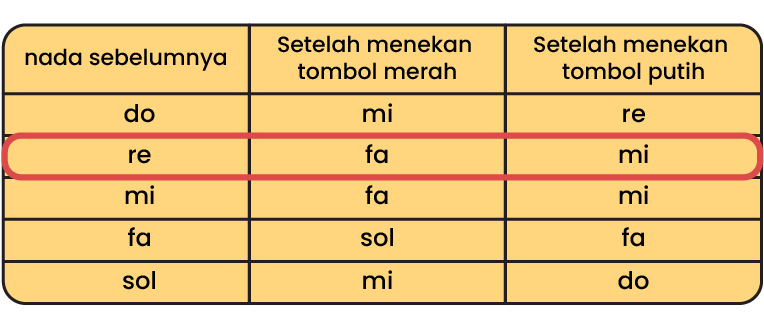 nada sebelumnya Setelah menekan tombol merah Setelah menekan tombol putih
do mi re
re fa mi
mi fa mi
fa sol fa
sol mi do